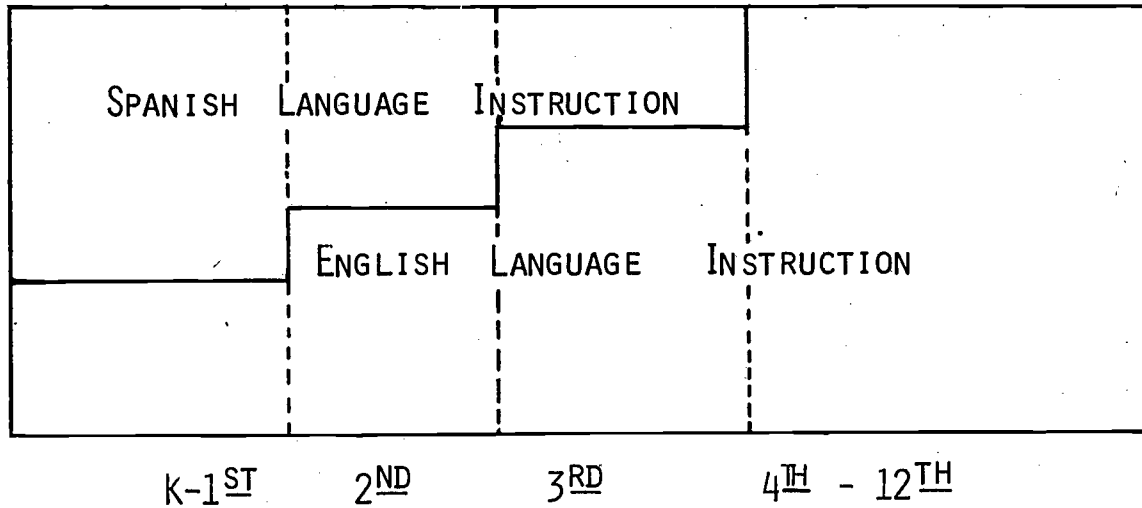 SPANISH LANGUAGE INSTRUCTION
ENGLISH LANGUAGE INSTRUCTION
K-1ST 2ND 3RD 4TH - 12TH